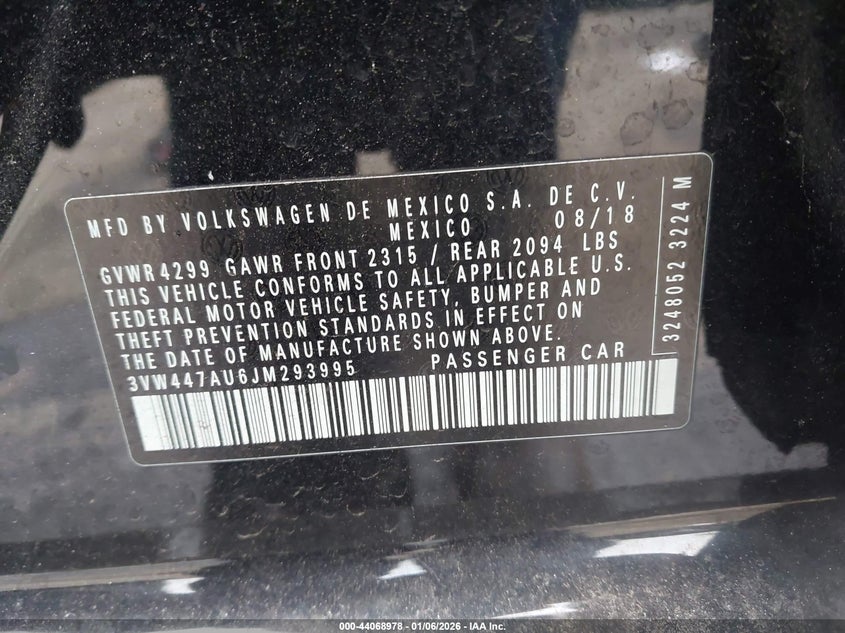 MFD BY VOLKSWAGEN DE MEXICO S.A. DE C.V.
MEXICO 08/18
GVWR4299 GAWR FRONT 2315 / REAR 2094 LBS
THIS VEHICLE CONFORMS TO ALL APPLICABLE U.S.
FEDERAL MOTOR VEHICLE SAFETY, BUMPER AND
THEFT PREVENTION STANDARDS IN EFFECT ON
THE DATE OF MANUFACTURE SHOWN ABOVE.
3VW447AU6JM293995 PASSENGER CAR
3248052 3224 M
000-44068978 - 01/06/2026 - IAA Inc.